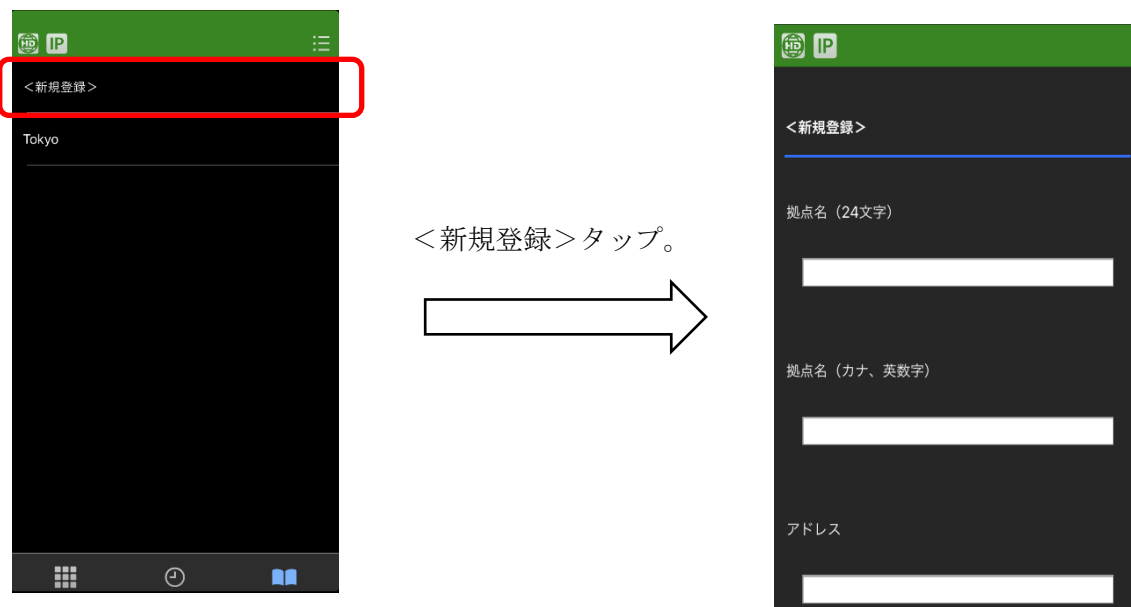 HD IP
＜新規登録＞
Tokyo
＜新規登録＞タップ。
HD IP
＜新規登録＞
拠点名（24文字）
拠点名（カナ、英数字）
アドレス